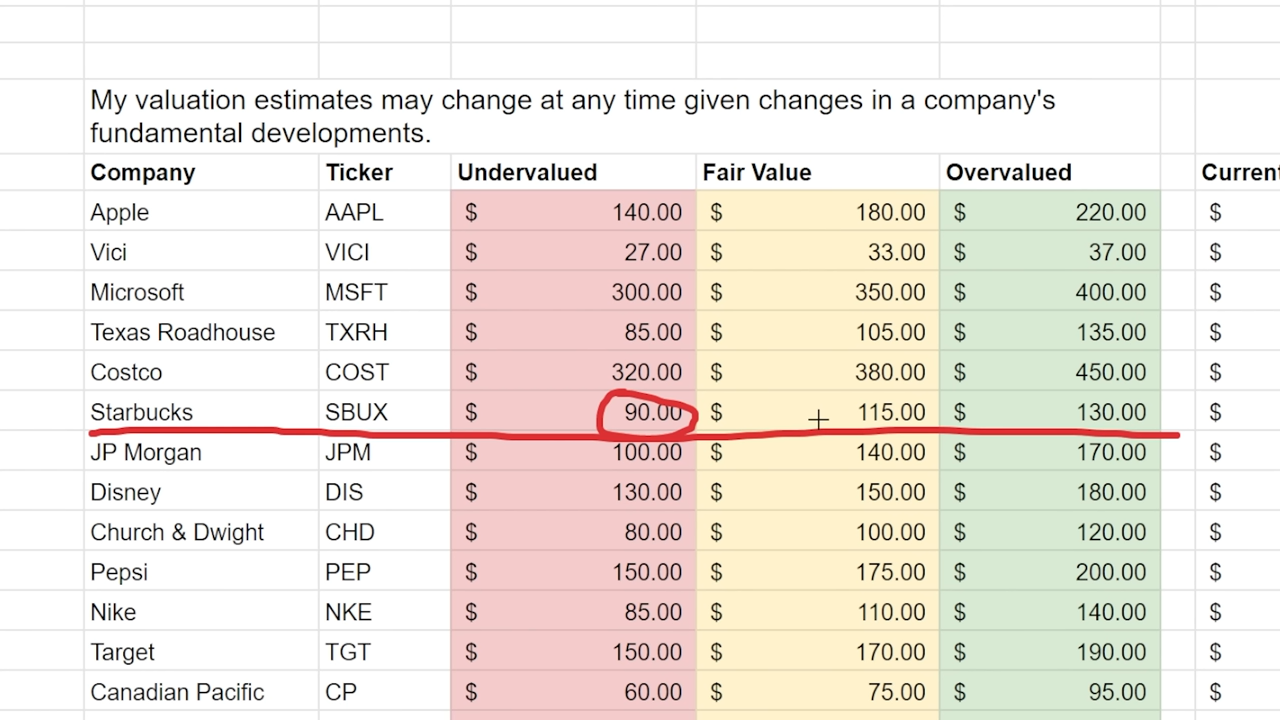 My valuation estimates may change at any time given changes in a company's
fundamental developments.
Company Ticker Undervalued Fair Value Overvalued
Apple AAPL $ 140.00 $ 180.00 $ 220.00 $
Vici VICI $ 27.00 $ 33.00 $ 37.00 $
Microsoft MSFT $ 300.00 $ 350.00 $ 400.00 $
Texas Roadhouse TXRH $ 85.00 $ 105.00 $ 135.00 $
Costco COST $ 320.00 $ 380.00 $ 450.00 $
Starbucks SBUX $ 90.00 $ 115.00 $ 130.00 $
JP Morgan JPM $ 100.00 $ 140.00 $ 170.00 $
Disney DIS $ 130.00 $ 150.00 $ 180.00 $
Church & Dwight CHD $ 80.00 $ 100.00 $ 120.00 $
Pepsi PEP $ 150.00 $ 175.00 $ 200.00 $
Nike NKE $ 85.00 $ 110.00 $ 140.00 $
Target TGT $ 150.00 $ 170.00 $ 190.00 $
Canadian Pacific CP $ 60.00 $ 75.00 $ 95.00 $